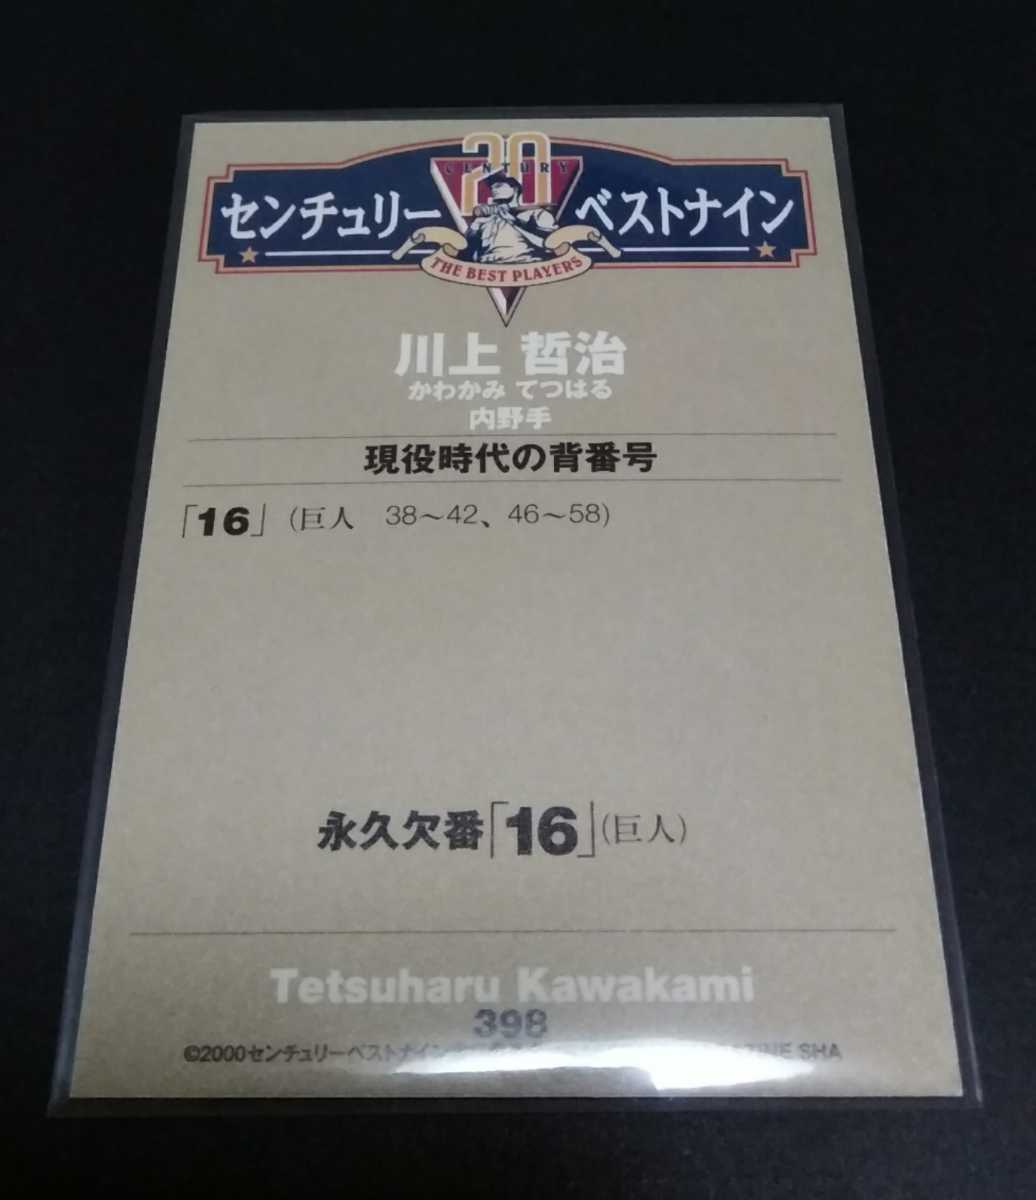 20
CENTURY
センチュリー ベストナイン
THE BEST PLAYERS
川上 哲治
かわかみ てつはる
内野手
現役時代の背番号
「16」 (巨人 38〜42、46〜58)
永久欠番「16」(巨人)
Tetsuharu Kawakami
398
©2000センチュリーベストナイン SHA